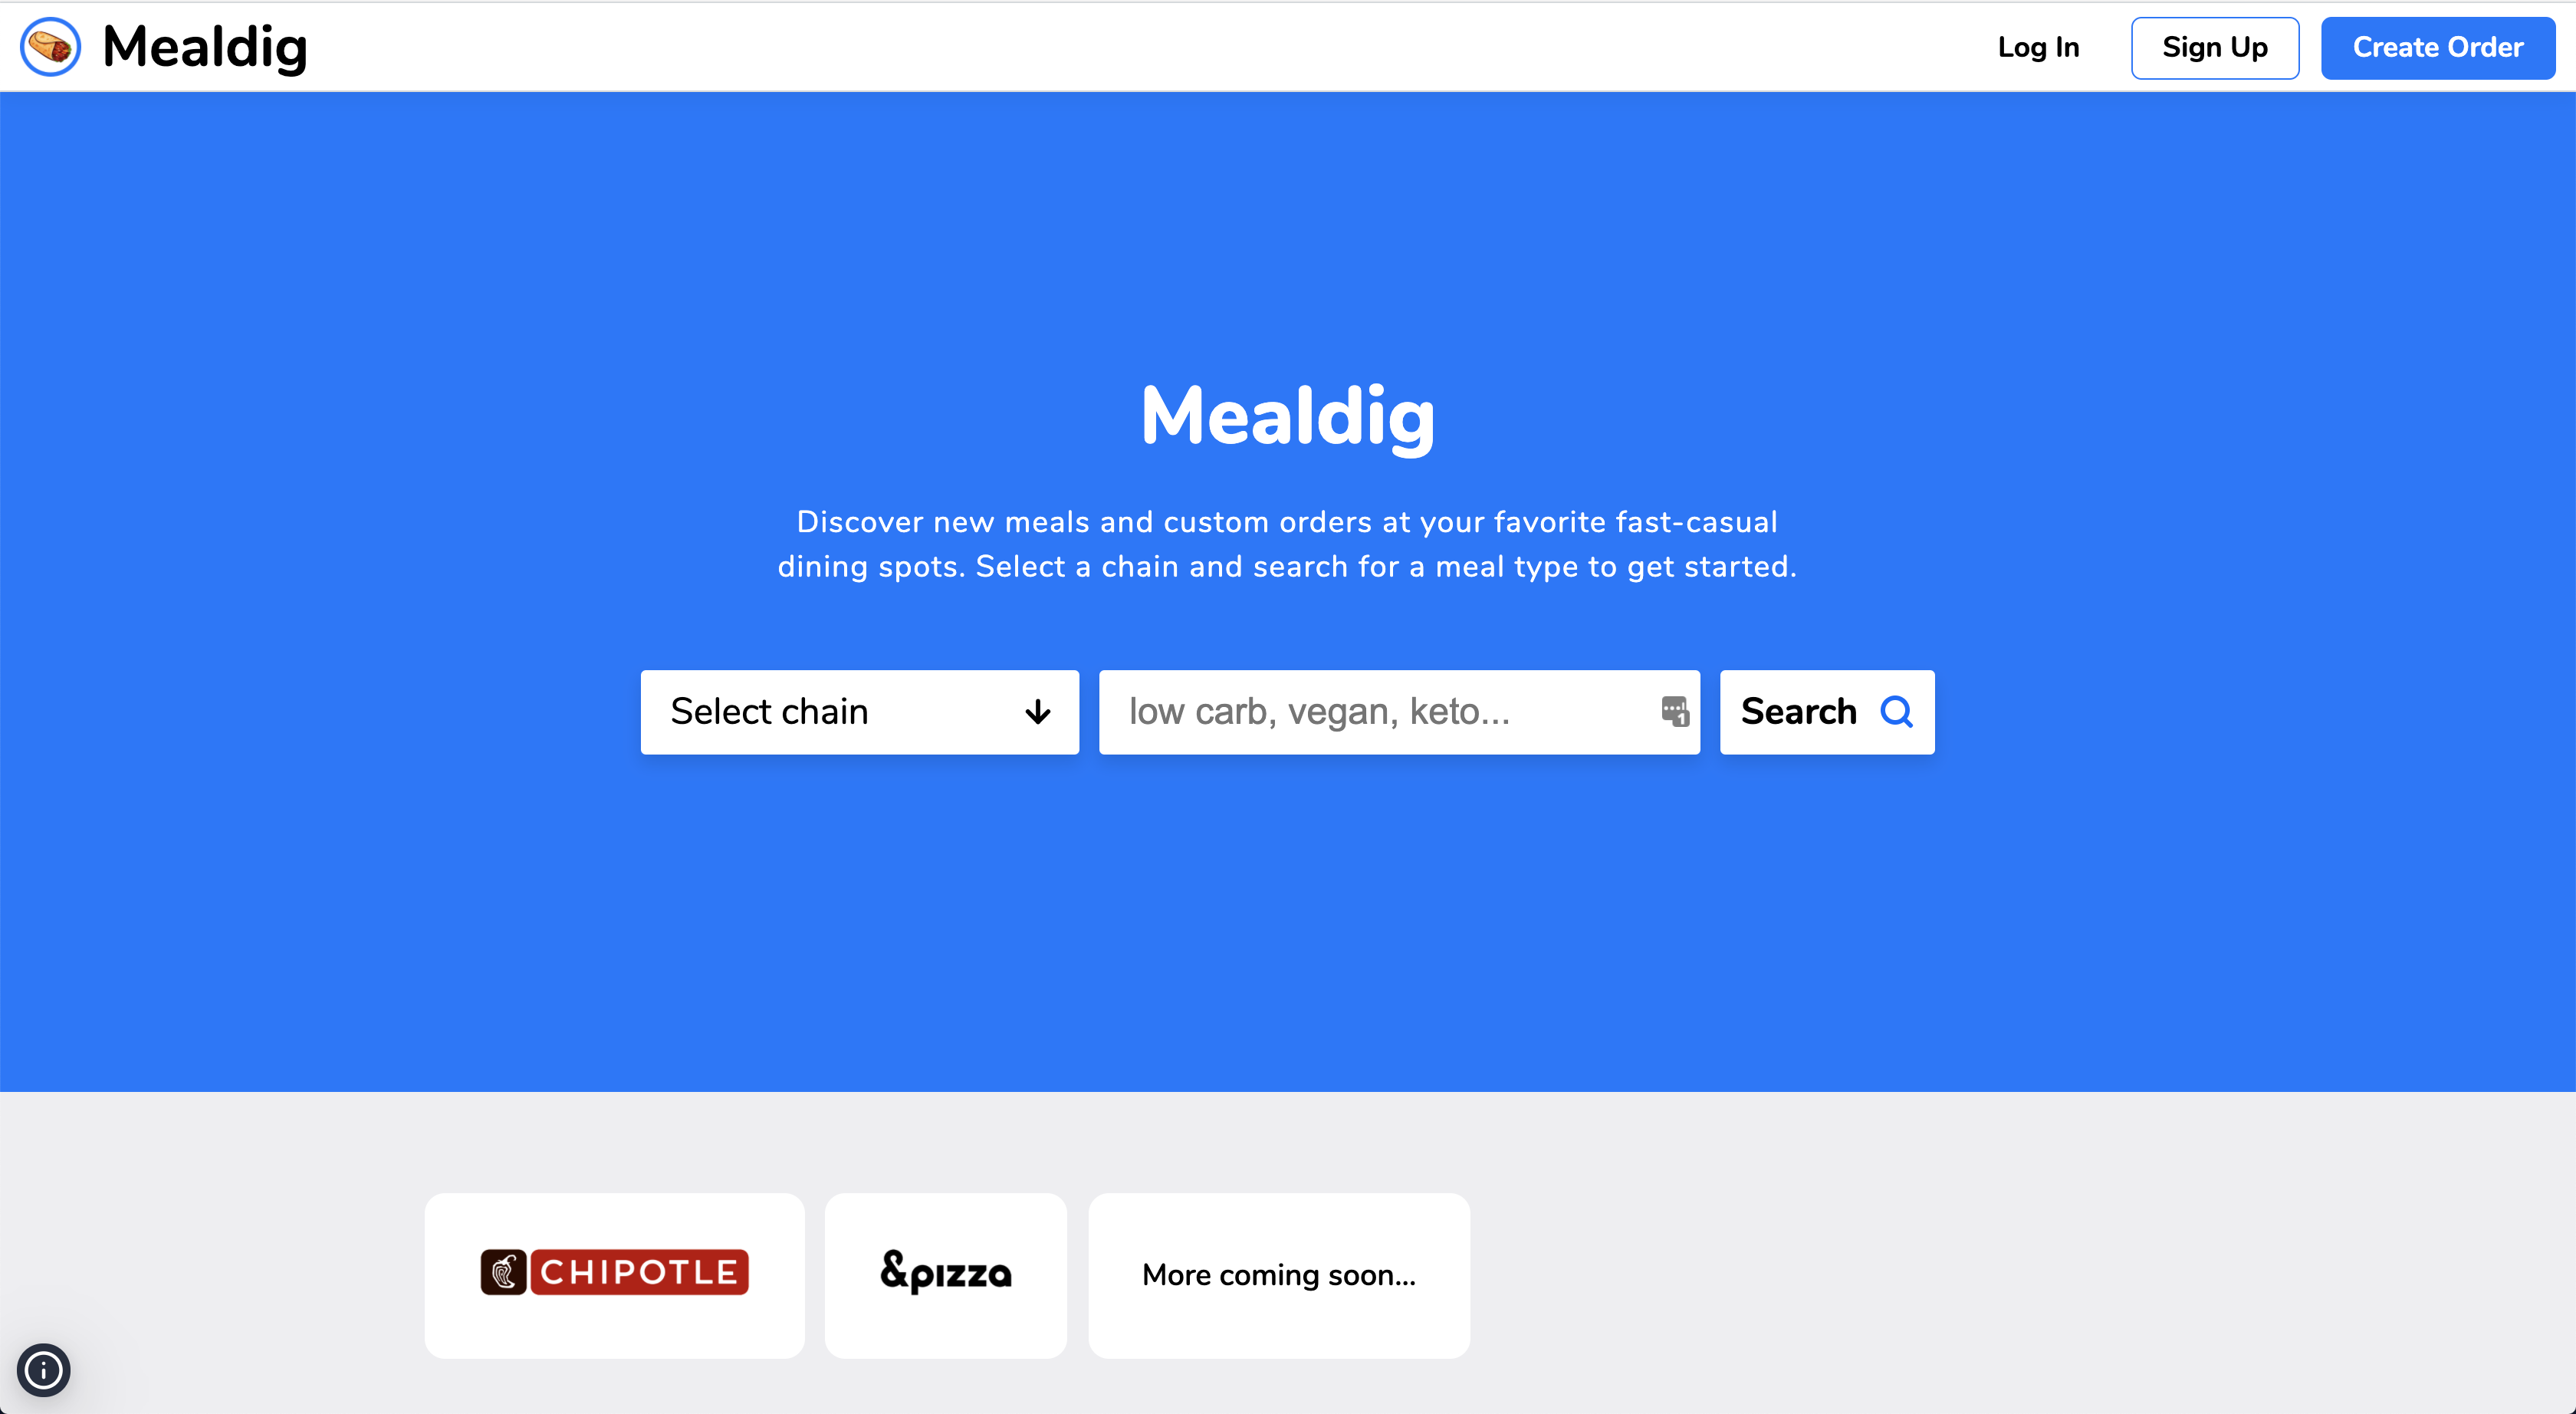 Mealdig
Log In
Sign Up
Create Order
Mealdig
Discover new meals and custom orders at your favorite fast-casual
dining spots. Select a chain and search for a meal type to get started.
Select chain
low carb, vegan, keto...
1
Search
CHIPOTLE
&pizza
More coming soon...